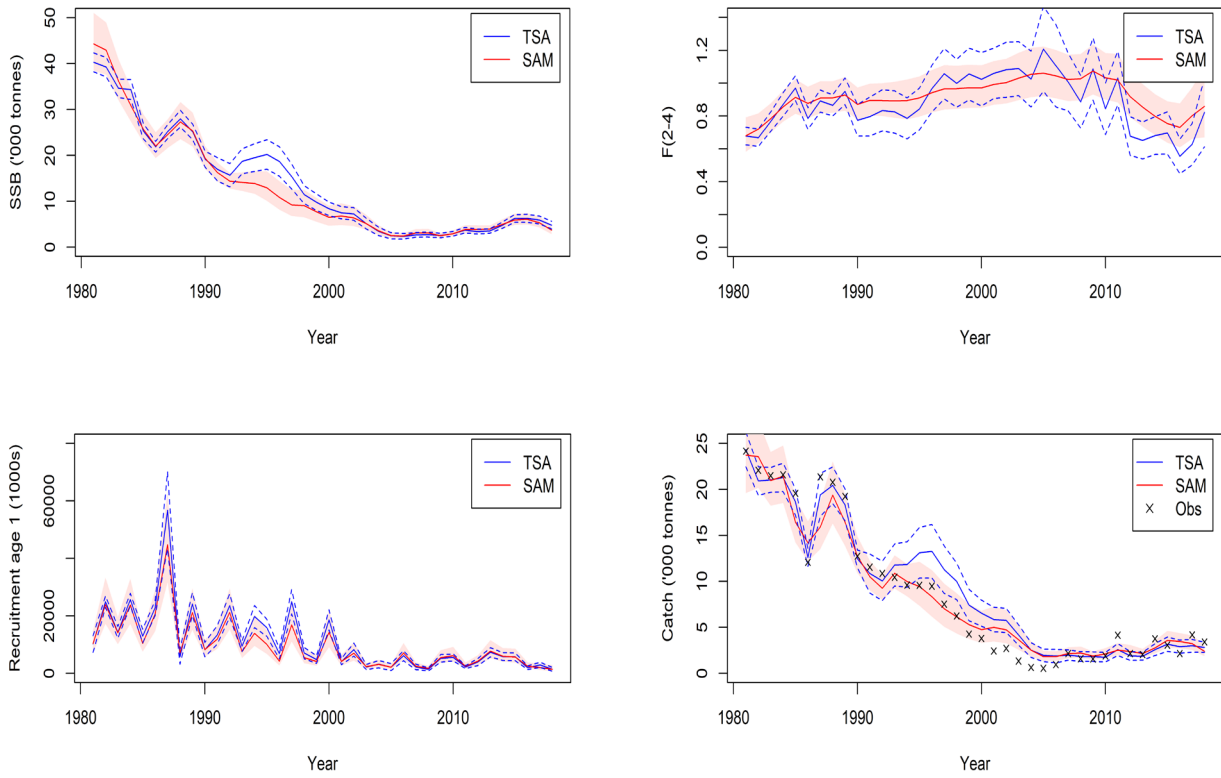 SSB ('000 tonnes)
0 10 20 30 40 50
1980 1990 2000 2010
Year
TSA
SAM
F(2-4)
0.0 0.4 0.8 1.2
1980 1990 2000 2010
Year
TSA
SAM
Recruitment age 1 (1000s)
0 20000 60000
1980 1990 2000 2010
Year
TSA
SAM
Catch ('000 tonnes)
0 5 10 15 20 25
1980 1990 2000 2010
Year
TSA
SAM
Obs